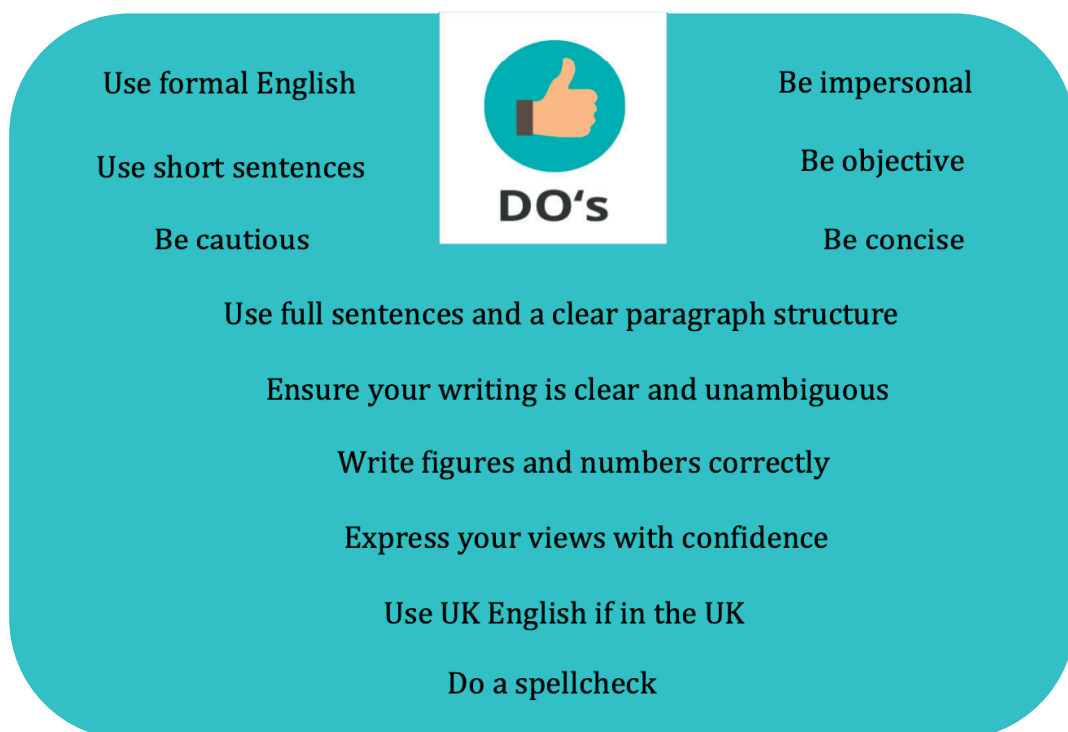 Use formal English
Be impersonal
Use short sentences
Be objective
DO‘s
Be cautious
Be concise
Use full sentences and a clear paragraph structure
Ensure your writing is clear and unambiguous
Write figures and numbers correctly
Express your views with confidence
Use UK English if in the UK
Do a spellcheck